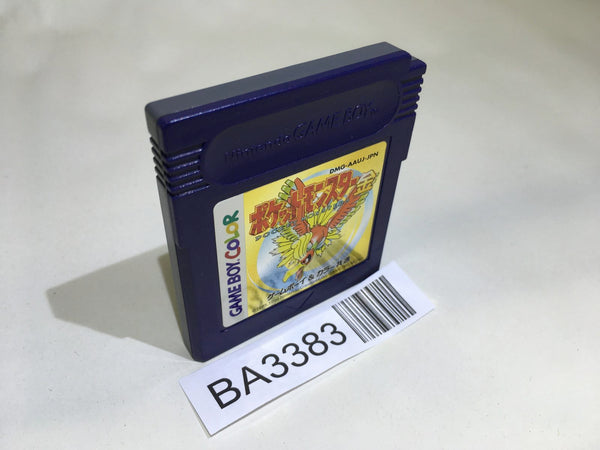 Nintendo GAME BOY
DMG-AAUJ-JPN
ポケットモンスター金
GAME BOY COLOR
ゲームボーイ&カラー共通
BA3383